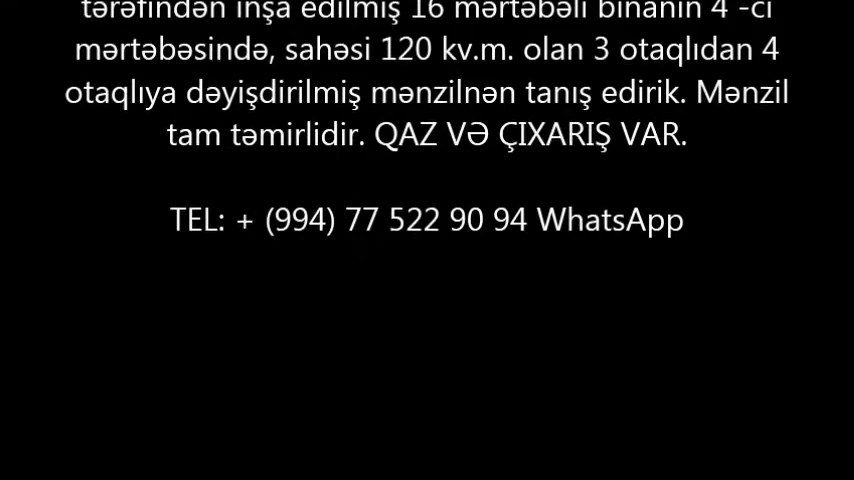 tərəfindən inşa edilmiş 16 mərtəbəli binanın 4 -ci
mərtəbəsində, sahəsi 120 kv.m. olan 3 otaqlıdan 4
otaqlıya dəyişdirilmiş mənzilnən tanış edirik. Mənzil
tam təmirlidir. QAZ VƏ ÇIXARIŞ VAR.
TEL: + (994) 77 522 90 94 WhatsApp